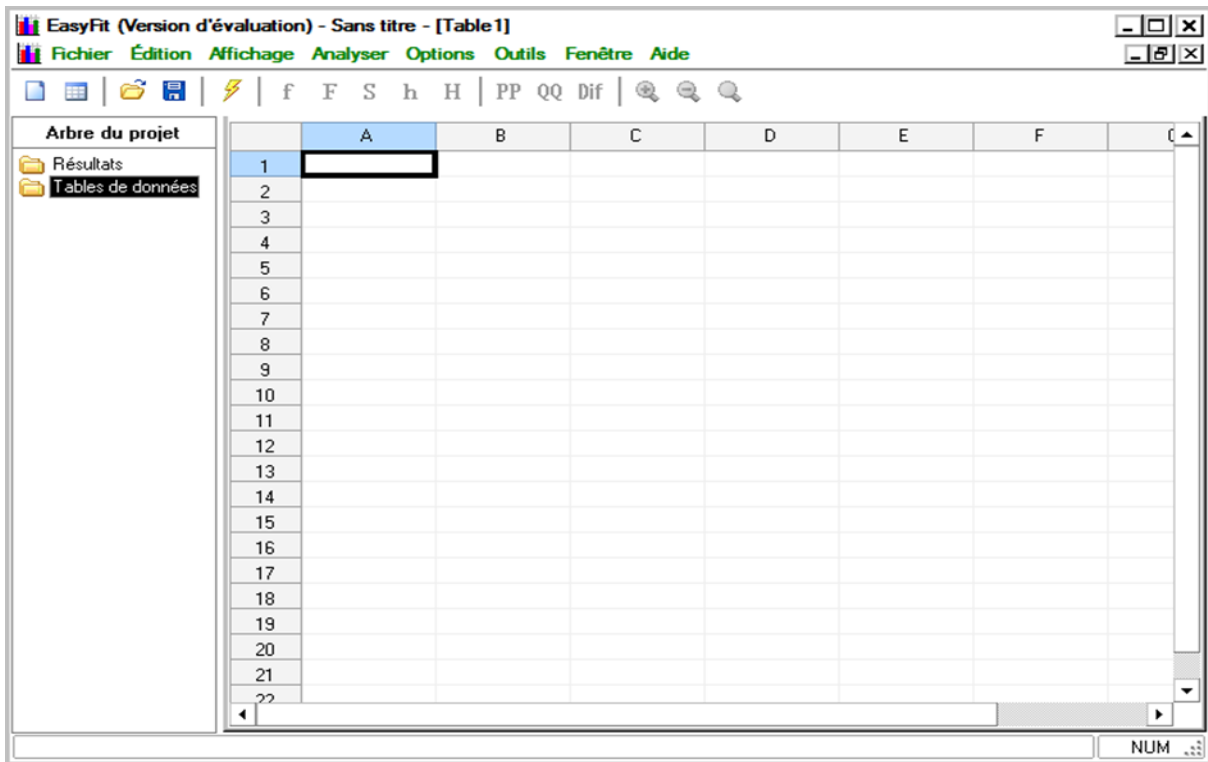 EasyFit (Version d'évaluation) - Sans titre - [Table1]
Fichier Édition Affichage Analyser Options Outils Fenêtre Aide
f F S h H PP QQ Dif
Arbre du projet
A B C D E F
Résultats
Tables de données
1
2
3
4
5
6
7
8
9
10
11
12
13
14
15
16
17
18
19
20
21
22
NUM